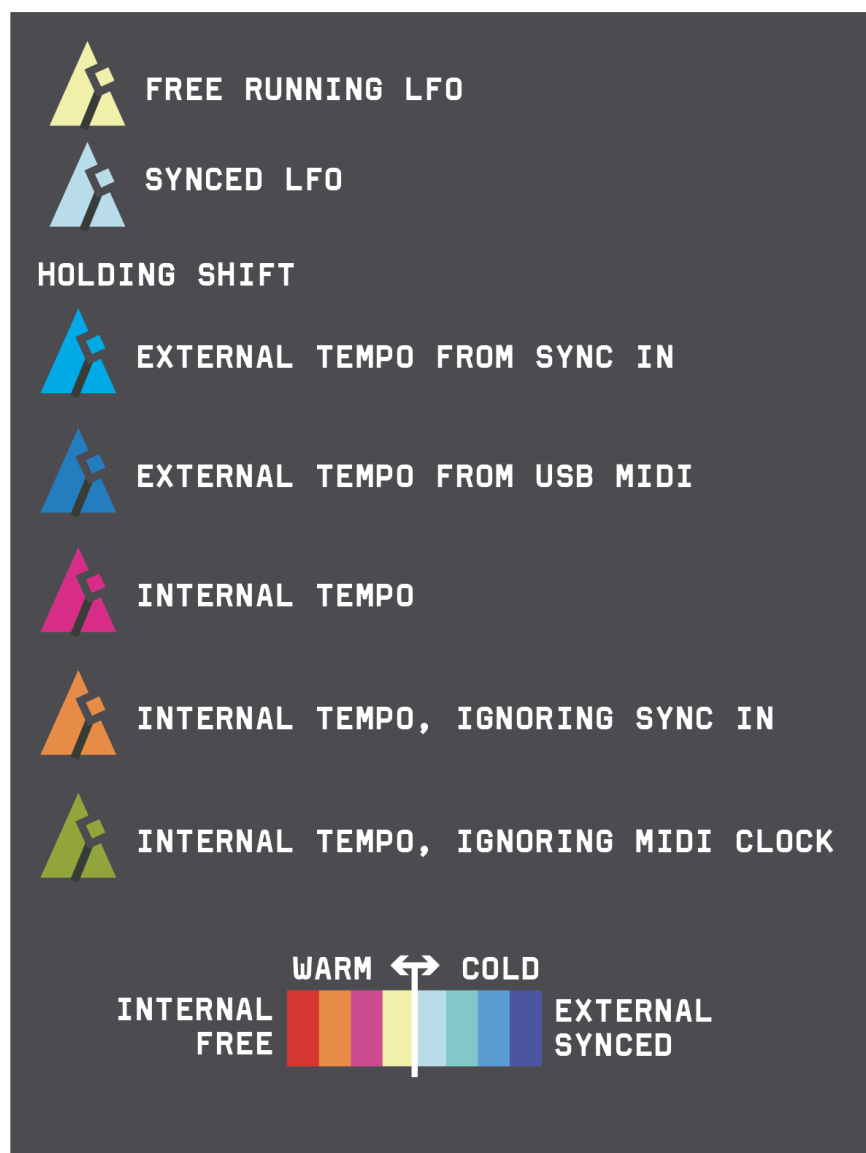 FREE RUNNING LFO
SYNCED LFO
HOLDING SHIFT
EXTERNAL TEMPO FROM SYNC IN
EXTERNAL TEMPO FROM USB MIDI
INTERNAL TEMPO
INTERNAL TEMPO, IGNORING SYNC IN
INTERNAL TEMPO, IGNORING MIDI CLOCK
WARM ↔ COLD
INTERNAL
FREE
EXTERNAL
SYNCED